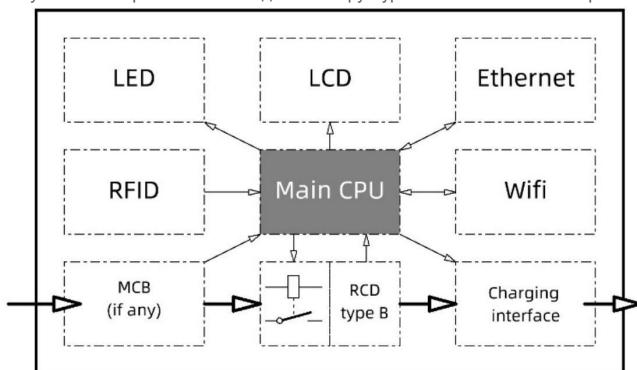 LED
LCD
Ethernet
RFID
Main CPU
Wifi
MCB
(if any)
RCD
type B
Charging
interface